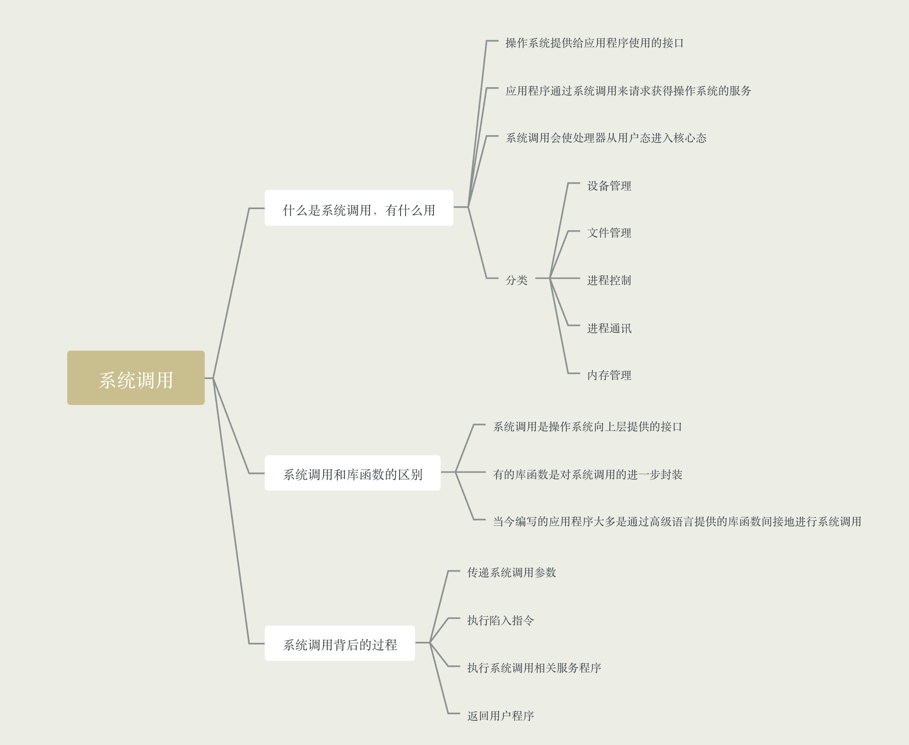 系统调用
什么是系统调用，有什么用
操作系统提供给应用程序使用的接口
应用程序通过系统调用来请求获得操作系统的服务
系统调用会使处理器从用户态进入核心态
分类
设备管理
文件管理
进程控制
进程通讯
内存管理
系统调用和库函数的区别
系统调用是操作系统向上层提供的接口
有的库函数是对系统调用的进一步封装
当今编写的应用程序大多是通过高级语言提供的库函数间接地进行系统调用
系统调用背后的过程
传递系统调用参数
执行陷入指令
执行系统调用相关服务程序
返回用户程序